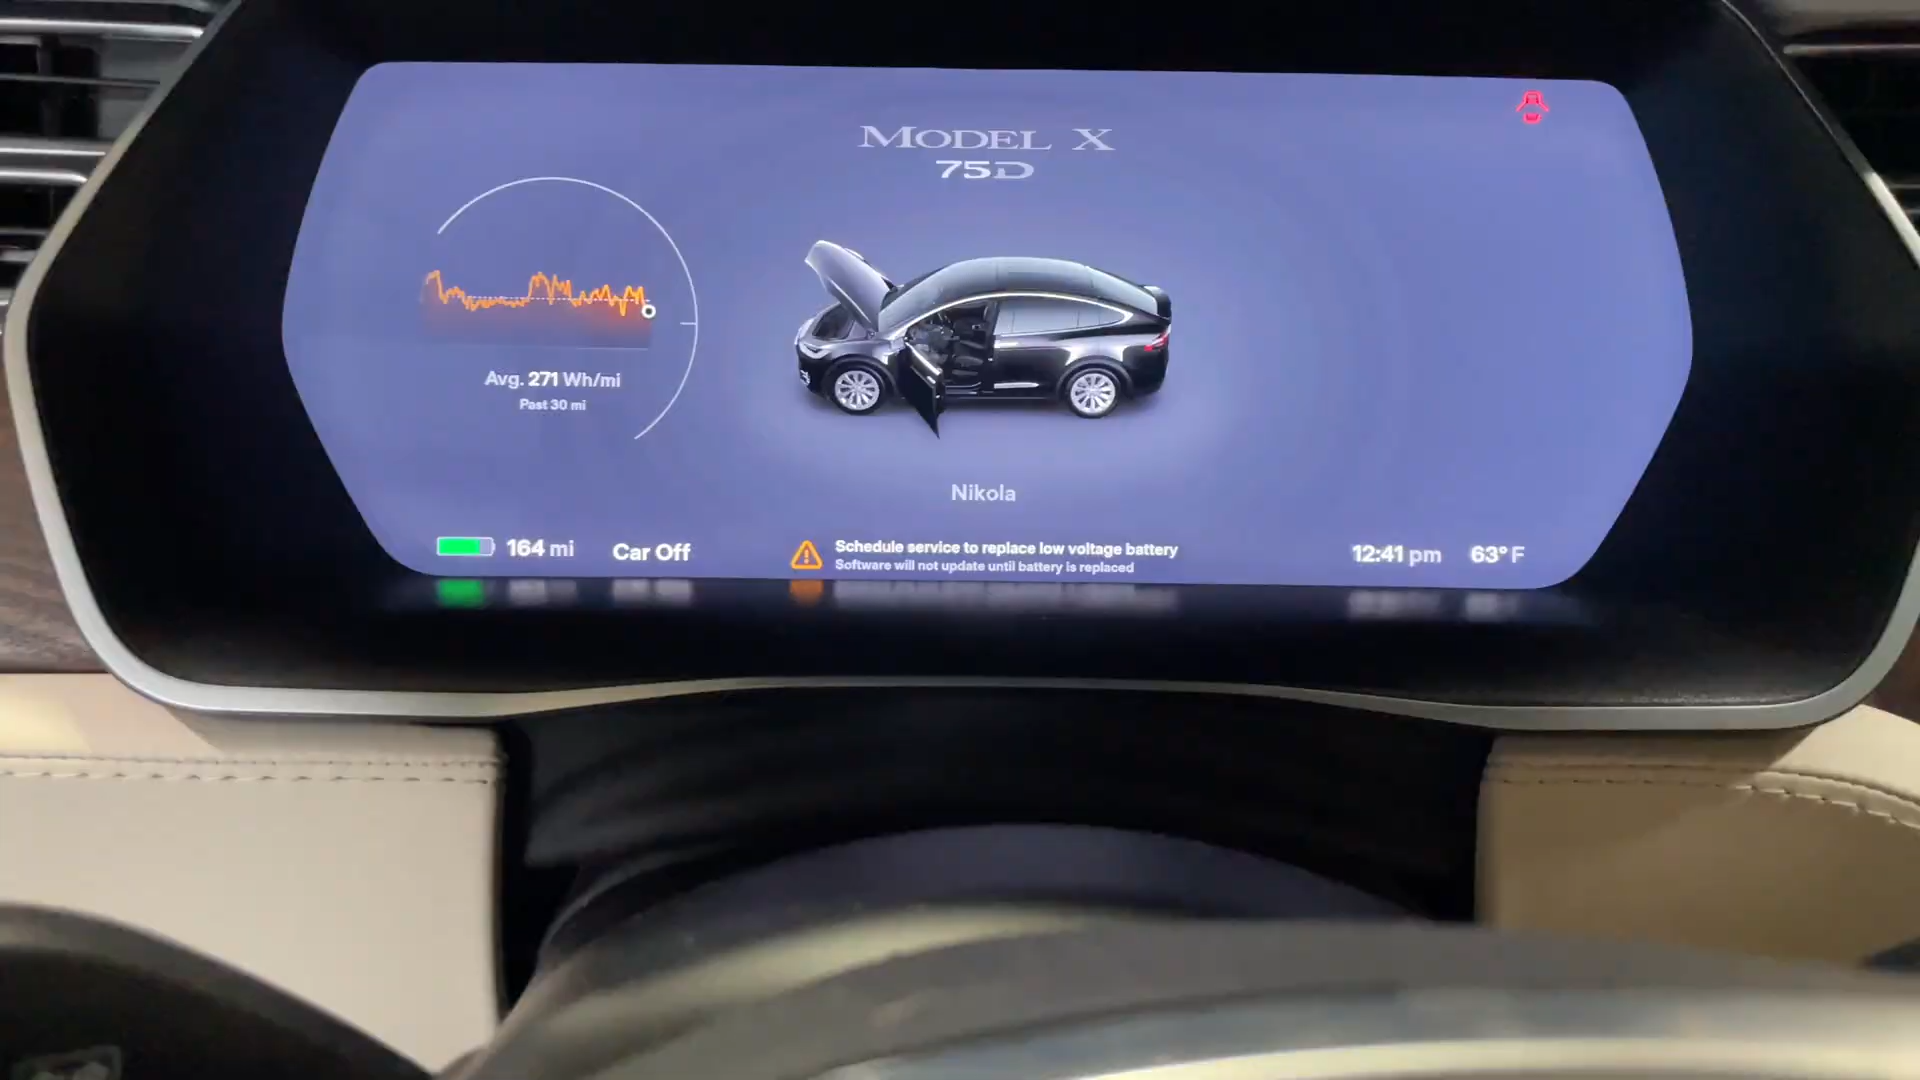 MODEL X
75D
Avg. 271 Wh/mi
Past 30 mi
Nikola
164 mi
Car Off
Schedule service to replace low voltage battery
Software will not update until battery is replaced
12:41 pm
63° F